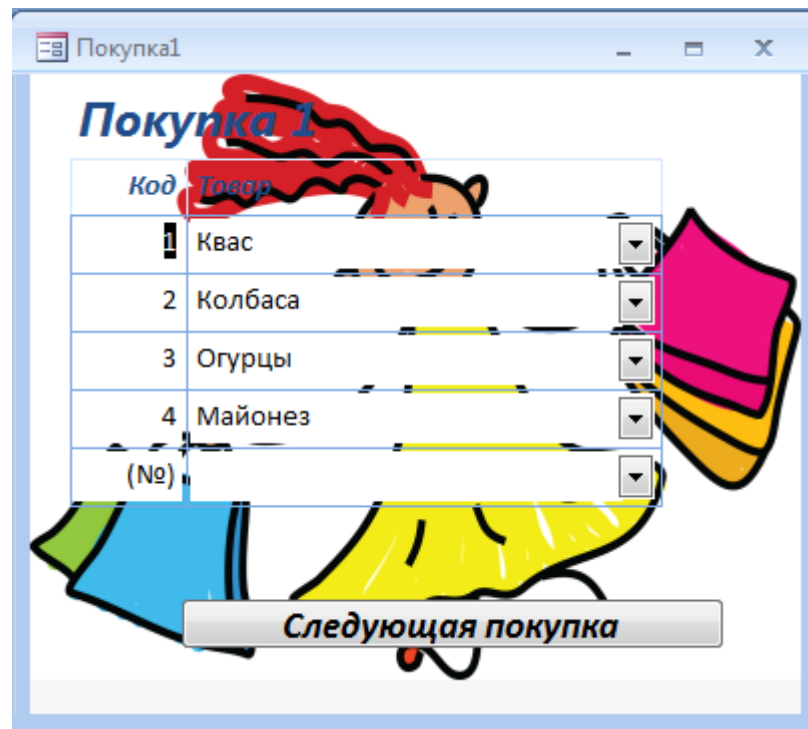 Покупка1
Покупка 1
Код Товар
1 Квас
2 Колбаса
3 Огурцы
4 Майонез
(№)
Следующая покупка